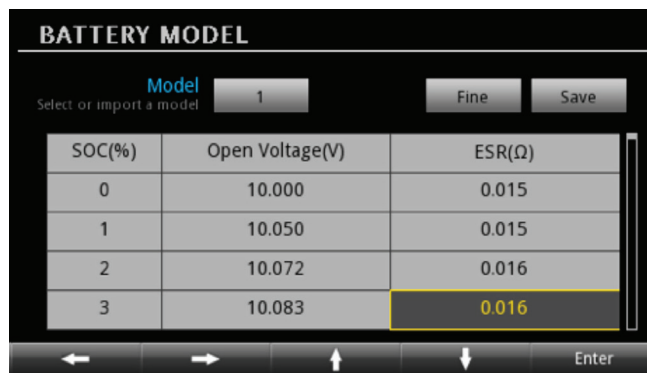 BATTERY MODEL
Model 1 Fine Save
Select or import a model
SOC(%) Open Voltage(V) ESR(Ω)
0 10.000 0.015
1 10.050 0.015
2 10.072 0.016
3 10.083 0.016
Enter